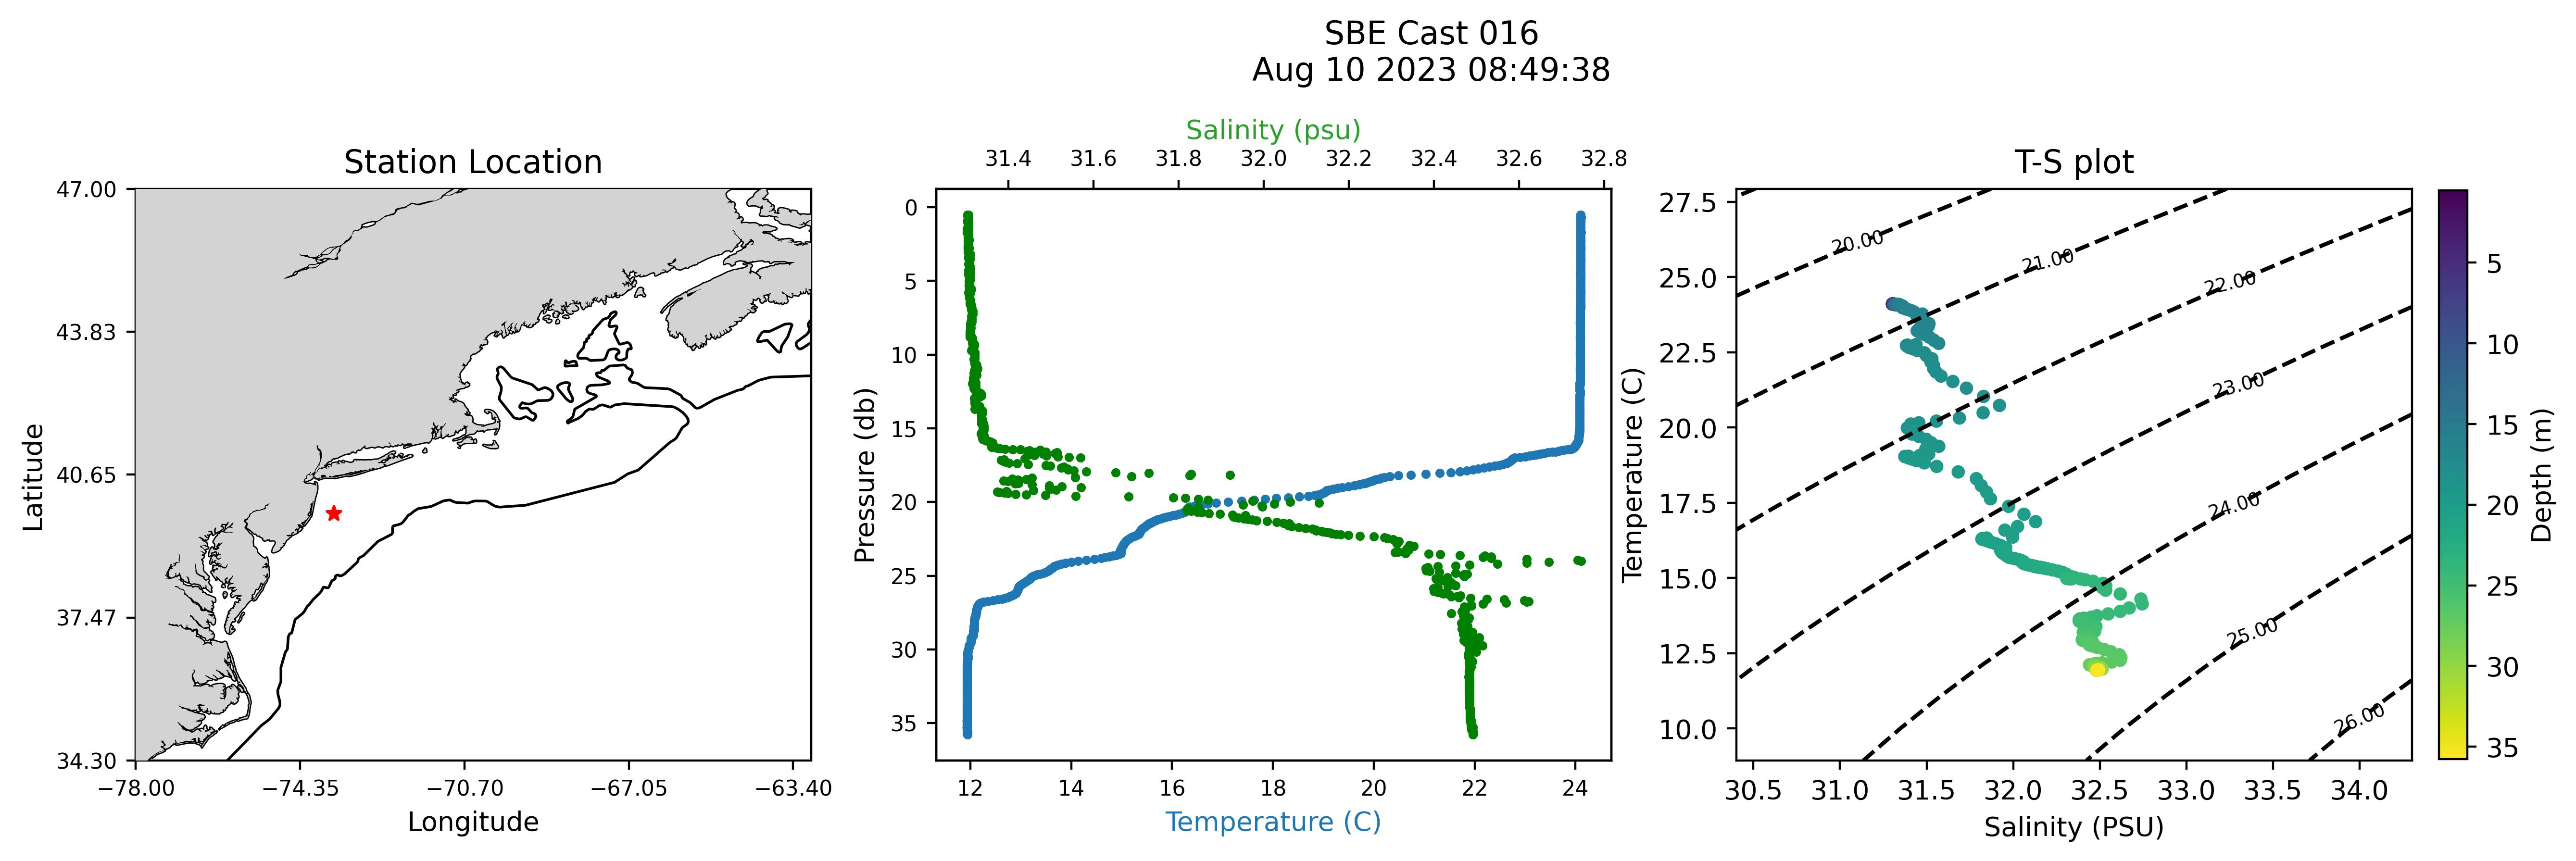 SBE Cast 016
Aug 10 2023 08:49:38
Station Location
47.00
43.83
40.65
37.47
34.30
Latitude
−78.00 −74.35 −70.70 −67.05 −63.40
Longitude
Salinity (psu)
31.4 31.6 31.8 32.0 32.2 32.4 32.6 32.8
0
5
10
15
20
25
30
35
Pressure (db)
12 14 16 18 20 22 24
Temperature (C)
T-S plot
27.5
25.0
22.5
20.0
17.5
15.0
12.5
10.0
Temperature (C)
20.00
21.00
22.00
23.00
24.00
25.00
26.00
30.5 31.0 31.5 32.0 32.5 33.0 33.5 34.0
Salinity (PSU)
5
10
15
20
25
30
35
Depth (m)